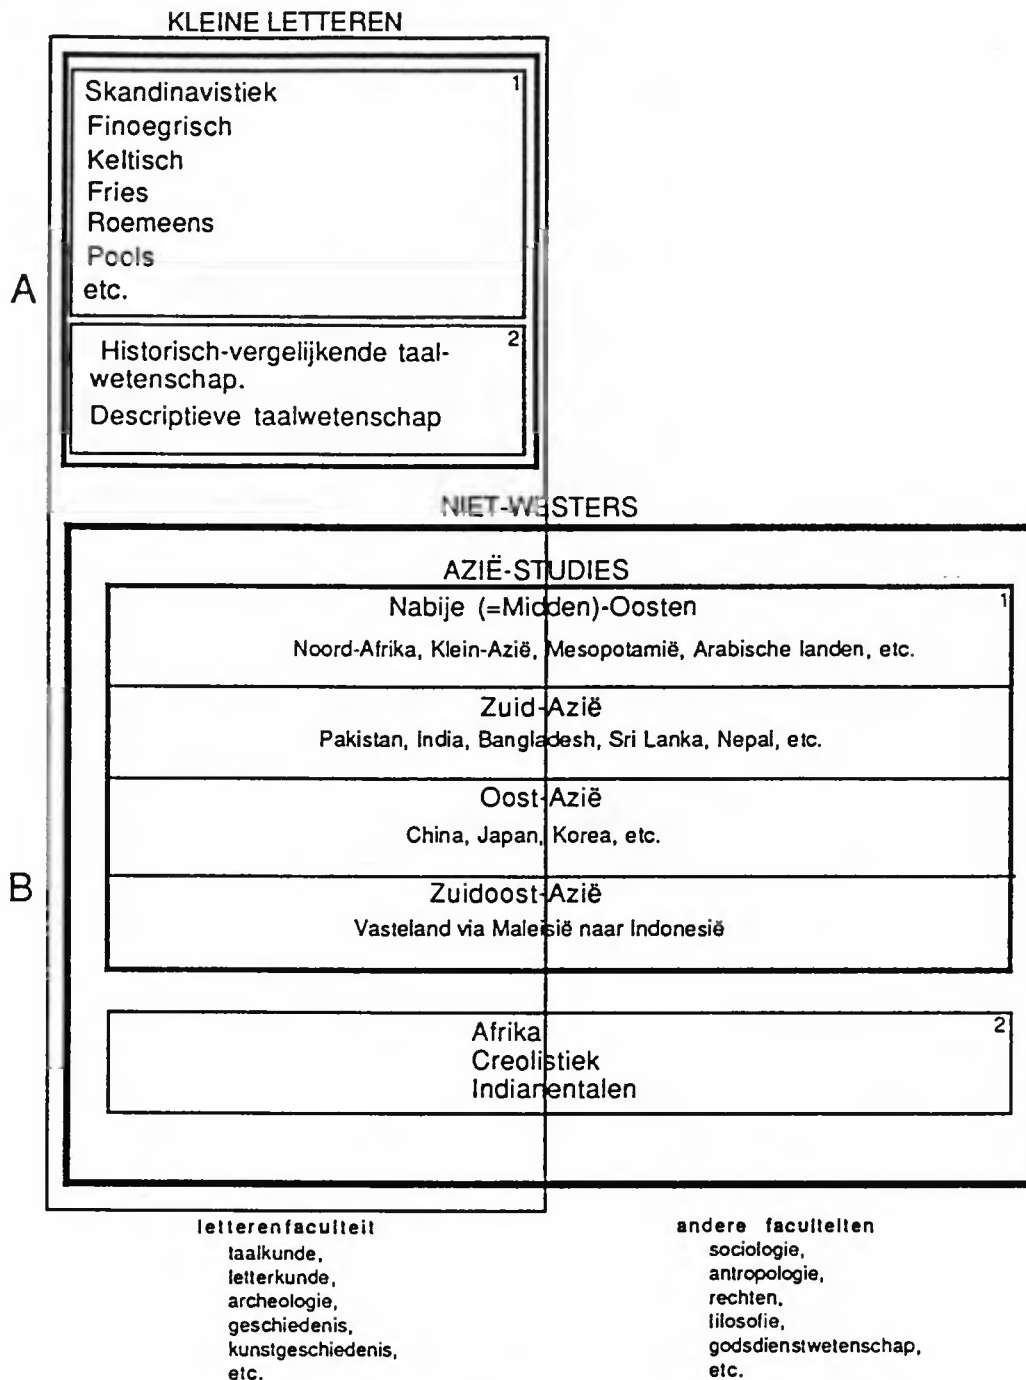 KLEINE LETTEREN
1
Skandinavistiek
Finoegrisch
Keltisch
Fries
Roemeens
Pools
etc.
A
2
Historisch-vergelijkende taal-
wetenschap.
Descriptieve taalwetenschap
NIET-WESTERS
AZIË-STUDIES
1
Nabije (=Midden)-Oosten
Noord-Afrika, Klein-Azië, Mesopotamië, Arabische landen, etc.
Zuid-Azië
Pakistan, India, Bangladesh, Sri Lanka, Nepal, etc.
Oost-Azië
China, Japan, Korea, etc.
B
Zuidoost-Azië
Vasteland via Maleisië naar Indonesië
2
Afrika
Creolistiek
Indianentalen
letterenfaculteit
taalkunde,
letterkunde,
archeologie,
geschiedenis,
kunstgeschiedenis,
etc.
andere faculteiten
sociologie,
antropologie,
rechten,
filosofie,
godsdienstwetenschap,
etc.